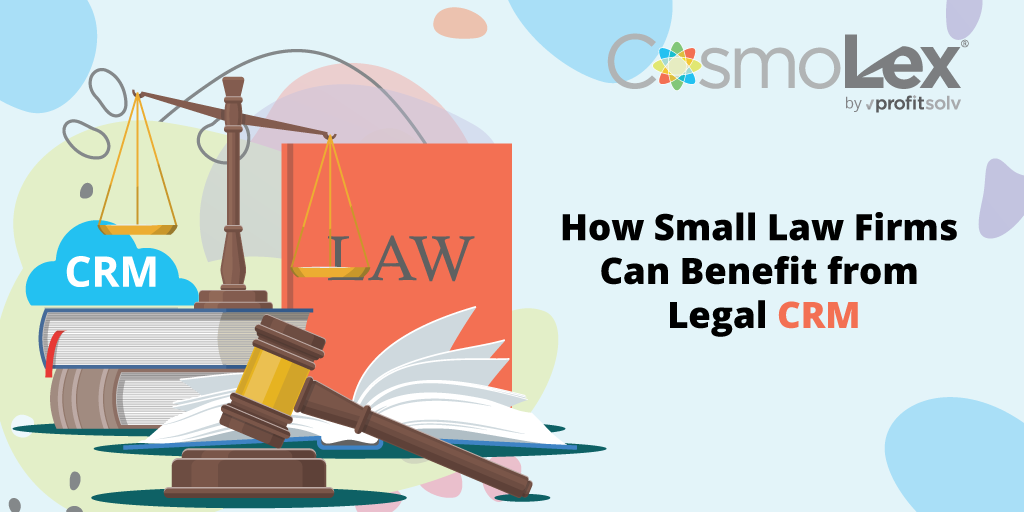 CosmoLex®
by profitsolv
CRM
LAW
How Small Law Firms
Can Benefit from
Legal CRM